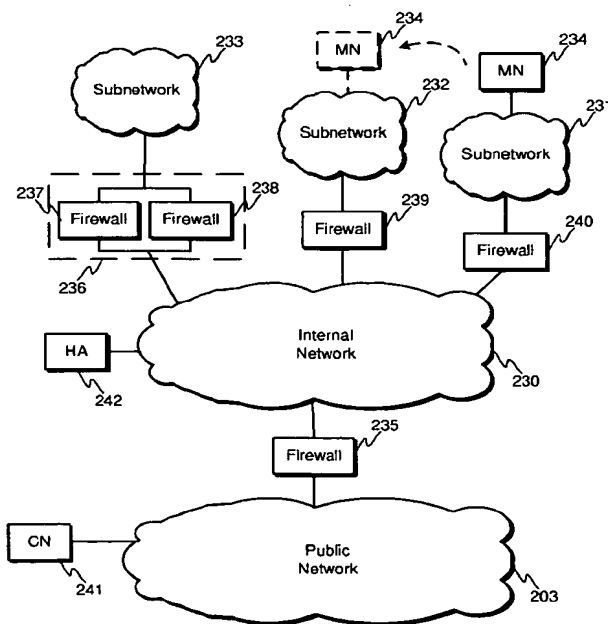 233
Subnetwork
MN
234
232
Subnetwork
MN
234
231
Subnetwork
237
Firewall
Firewall
238
236
Firewall
239
Firewall
240
Internal
Network
230
HA
242
Firewall
235
CN
241
Public
Network
203